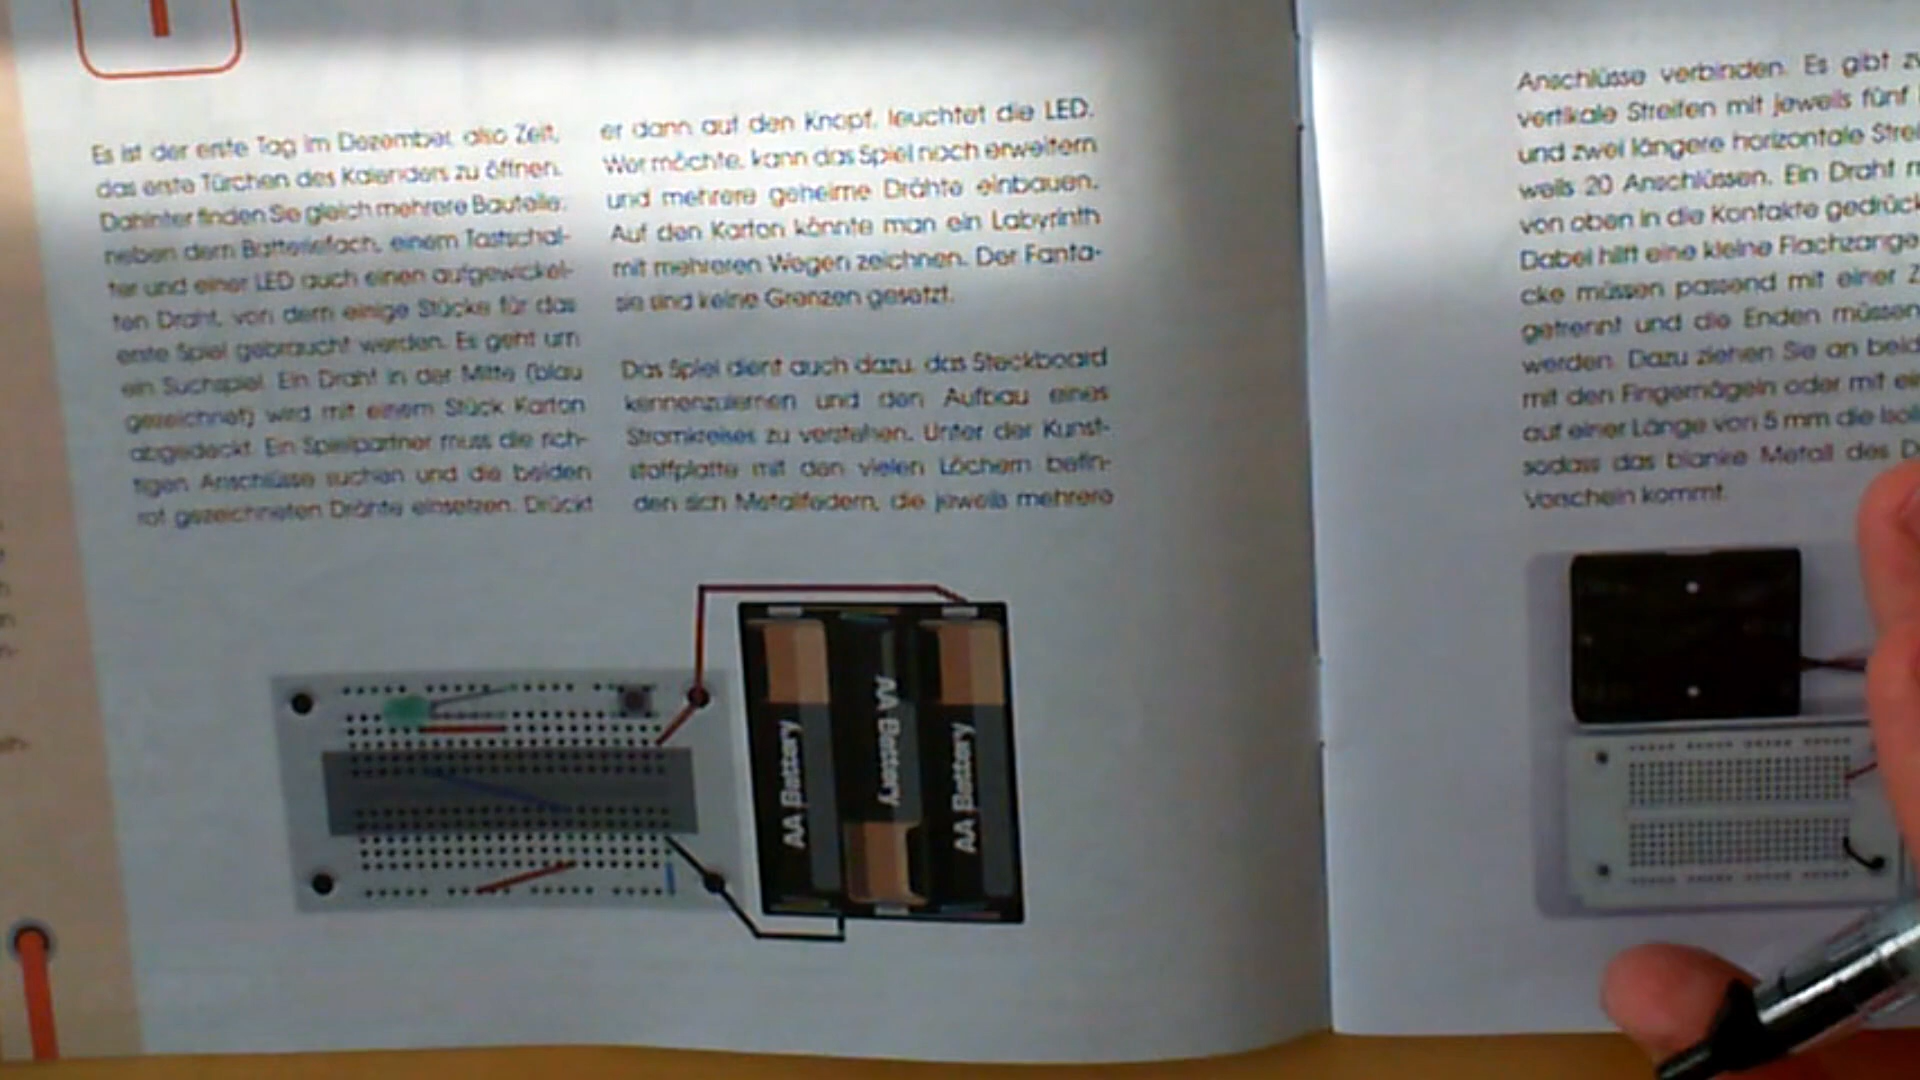 1
Es ist der erste Tag im Dezember, also Zeit,
das erste Türchen des Kalenders zu öffnen.
Dahinter finden Sie gleich mehrere Bauteile:
neben dem Batteriefach, einem Tastschal-
ter und einer LED auch einen aufgewickel-
ten Draht, von dem einige Stücke für das
erste Spiel gebraucht werden. Es geht um
ein Suchspiel. Ein Draht in der Mitte (blau
gezeichnet) wird mit einem Stück Karton
abgedeckt. Ein Spielpartner muss die rich-
tigen Anschlüsse suchen und die beiden
rot gezeichneten Drähte einsetzen. Drückt
er dann auf den Knopf, leuchtet die LED.
Wer möchte, kann das Spiel noch erweitern
und mehrere geheime Drähte einbauen.
Auf den Karton könnte man ein Labyrinth
mit mehreren Wegen zeichnen. Der Fanta-
sie sind keine Grenzen gesetzt.
Das Spiel dient auch dazu, das Steckboard
kennenzulernen und den Aufbau eines
Stromkreises zu verstehen. Unter der Kunst-
stoffplatte mit den vielen Löchern befin-
den sich Metallfedern, die jeweils mehrere
AA Battery
AA Battery
AA Battery
Anschlüsse verbinden. Es gibt
vertikale Streifen mit jeweils fünf
und zwei längere horizontale
weils 20 Anschlüssen. Ein Draht
von oben in die Kontakte
Dabei hilft eine kleine Flachzange
cke müssen passend mit einer
getrennt und die Enden müssen
werden. Dazu ziehen Sie an
mit den Fingernägeln oder mit
auf einer Länge von 5 mm die
sodass das blanke Metall des
Vorschein kommt.